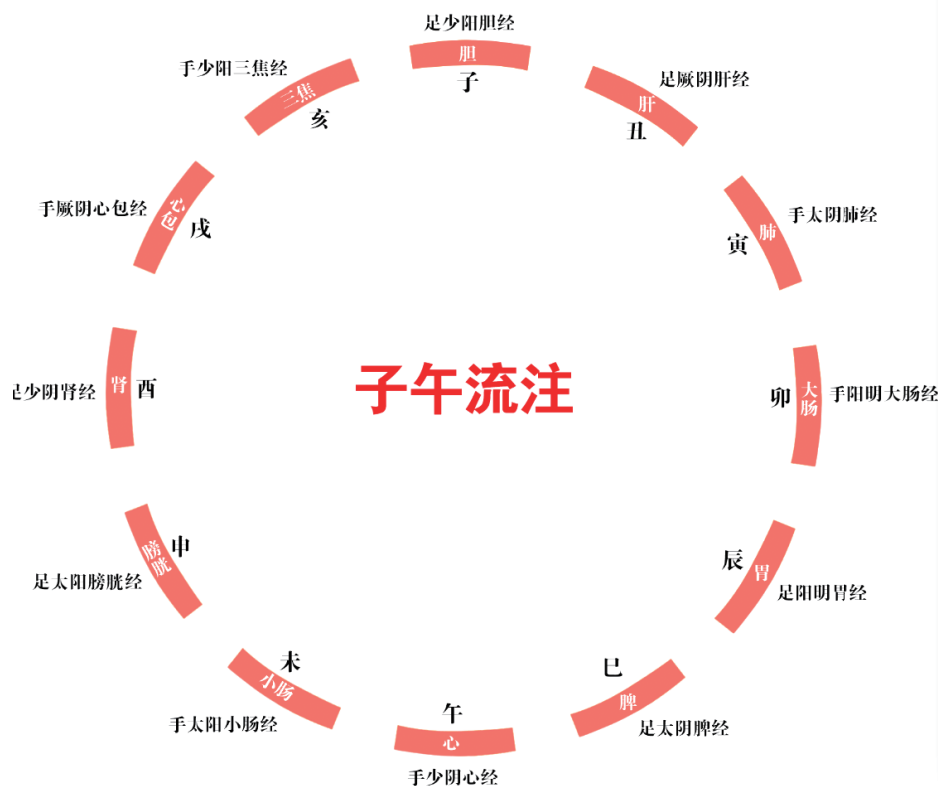 足少阳胆经
胆
子
足厥阴肝经
肝
丑
手太阴肺经
肺
寅
手阳明大肠经
大肠
卯
足阳明胃经
胃
辰
足太阴脾经
脾
巳
手少阴心经
心
午
手太阳小肠经
小肠
未
足太阳膀胱经
膀胱
申
足少阴肾经
肾
酉
手厥阴心包经
心包
戌
手少阳三焦经
三焦
亥
子午流注